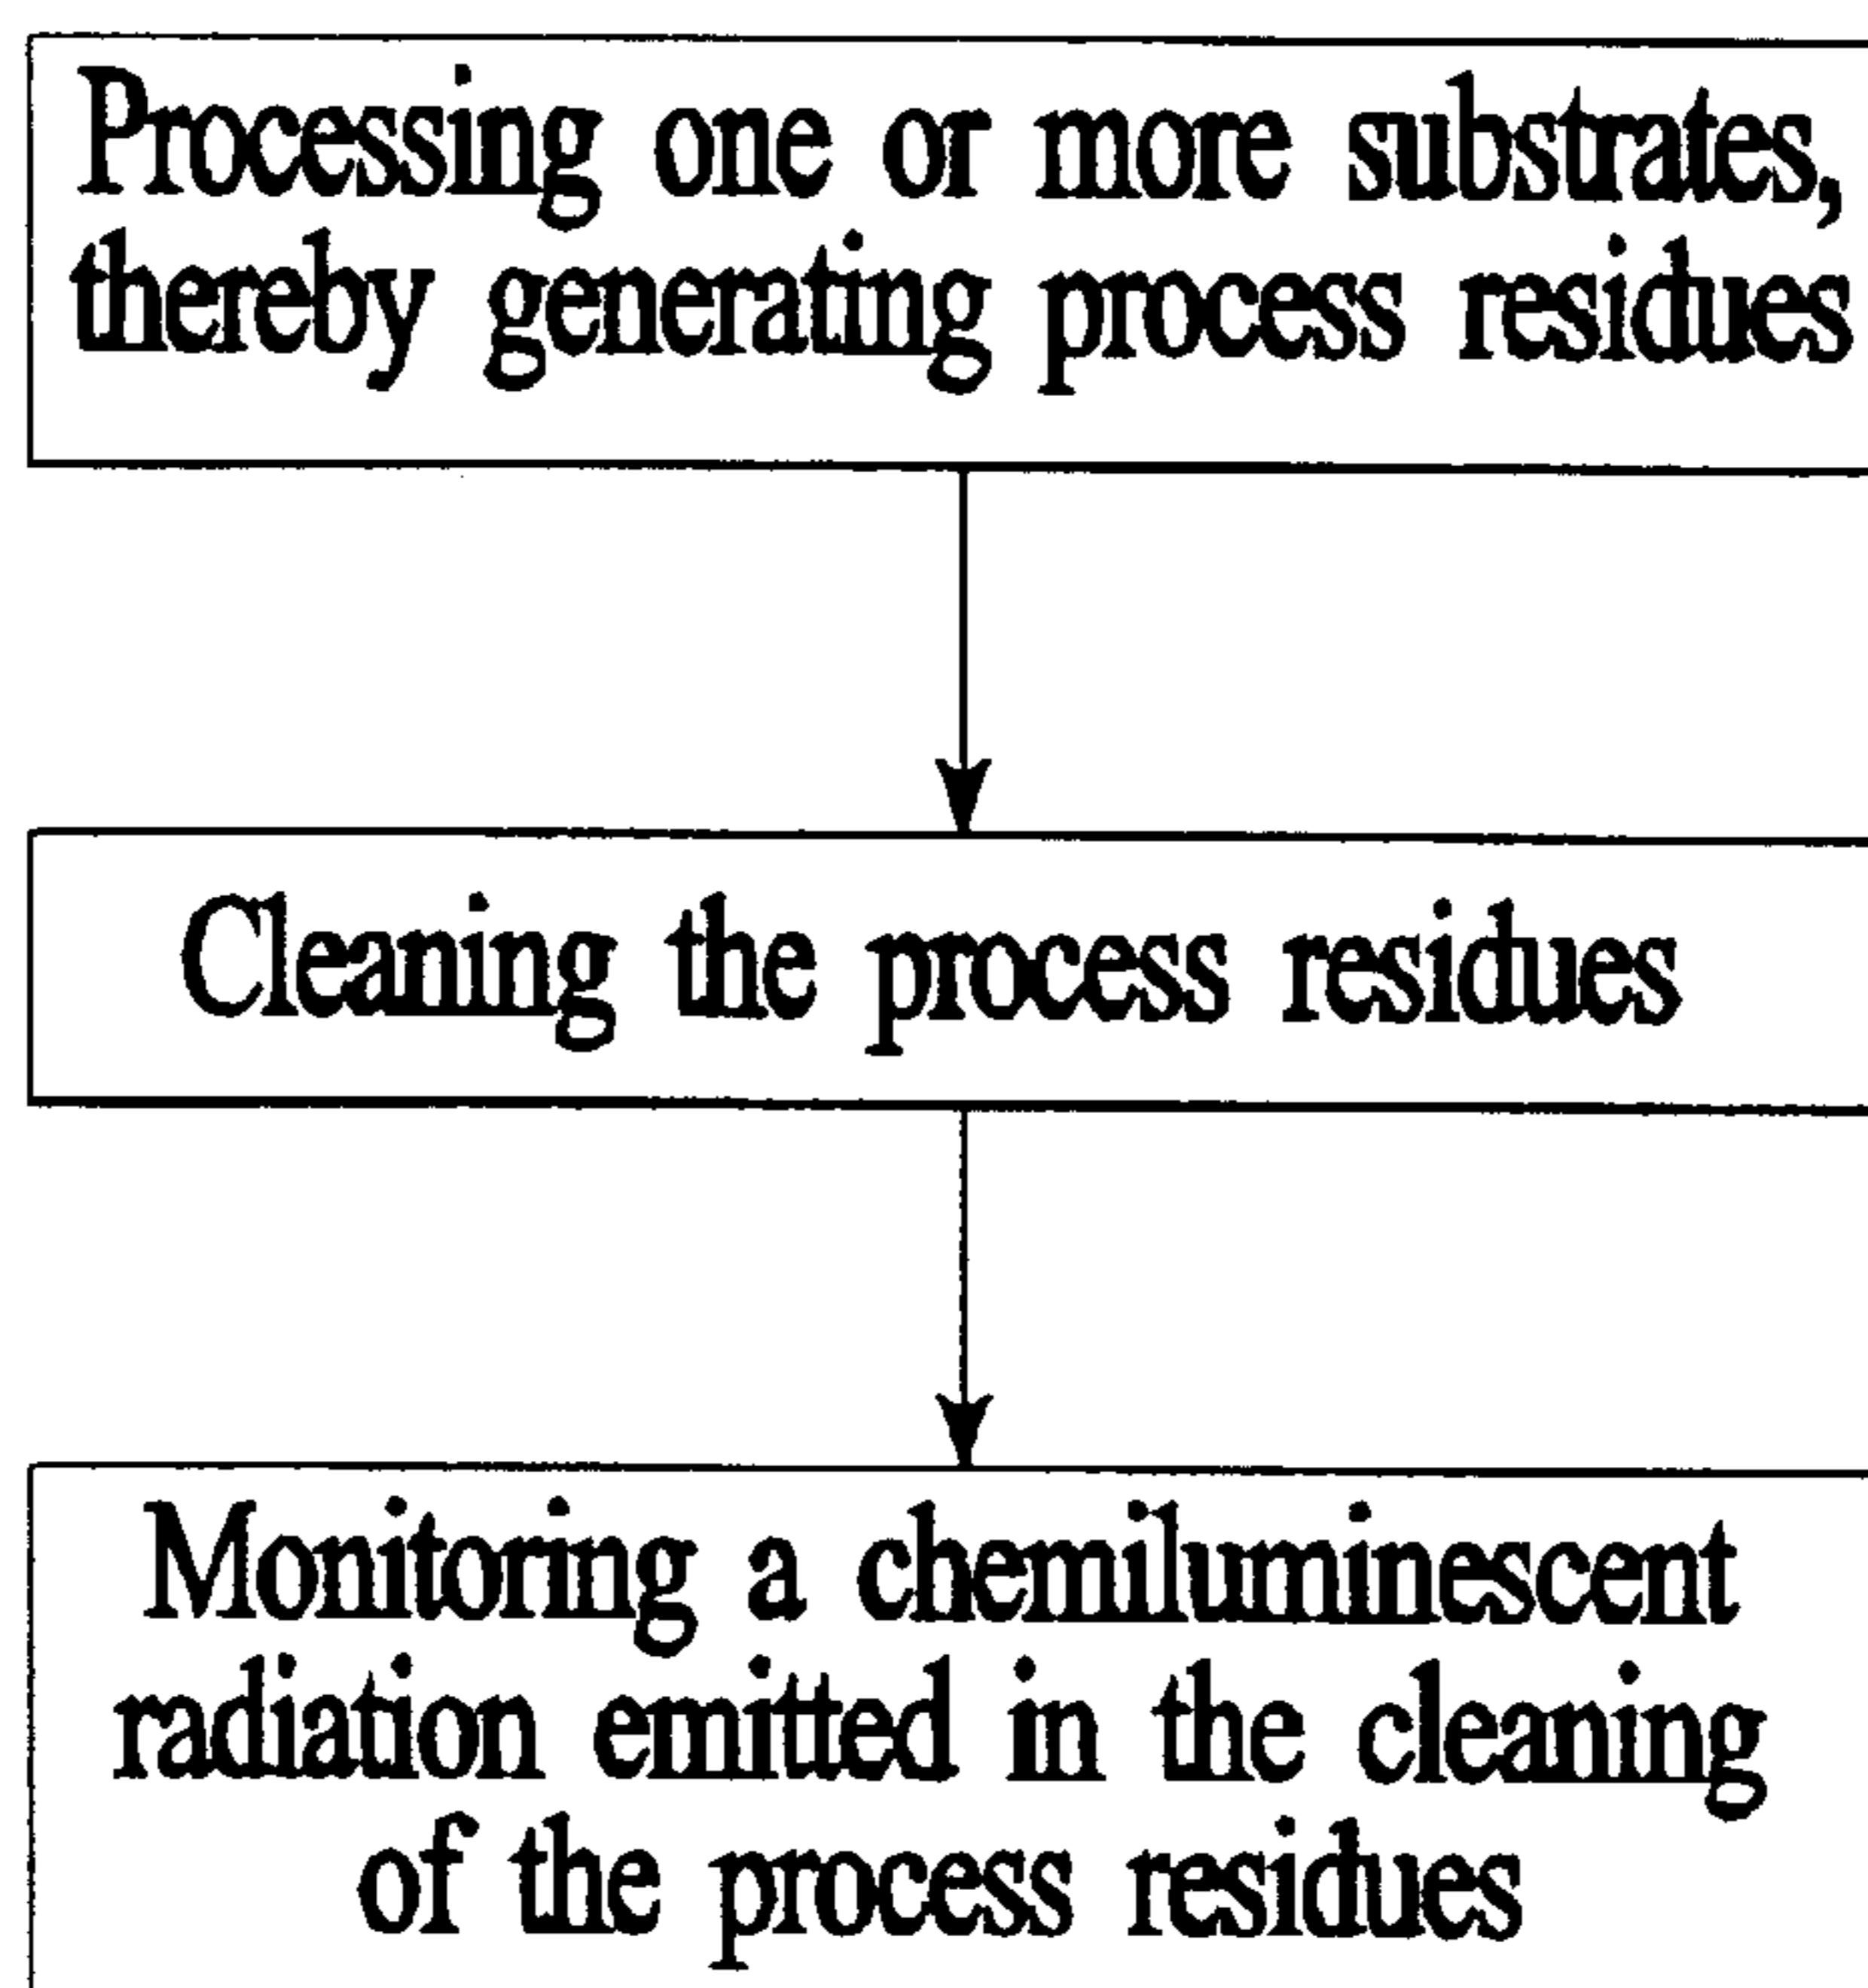 Processing one or more substrates,
thereby generating process residues
Cleaning the process residues
Monitoring a chemiluminescent
radiation emitted in the cleaning
of the process residues